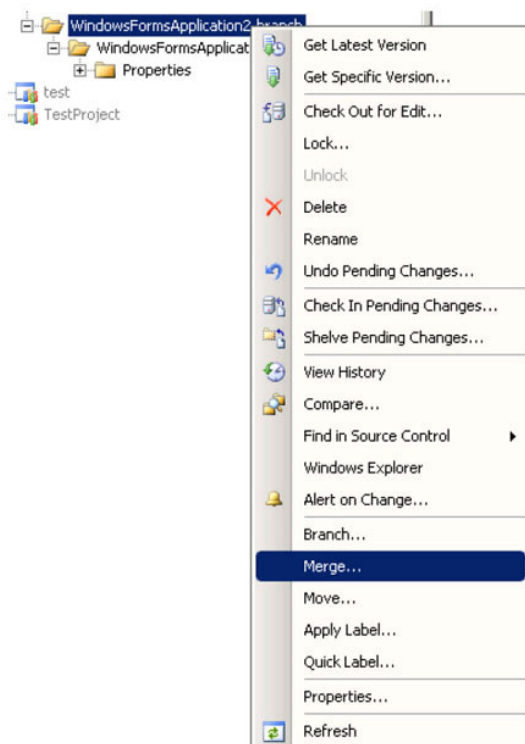 WindowsFormsApplication2-branch
WindowsFormsApplicat
Properties
test
TestProject
Get Latest Version
Get Specific Version...
Check Out for Edit...
Lock...
Unlock
Delete
Rename
Undo Pending Changes...
Check In Pending Changes...
Shelve Pending Changes...
View History
Compare...
Find in Source Control
Windows Explorer
Alert on Change...
Branch...
Merge...
Move...
Apply Label...
Quick Label...
Properties...
Refresh